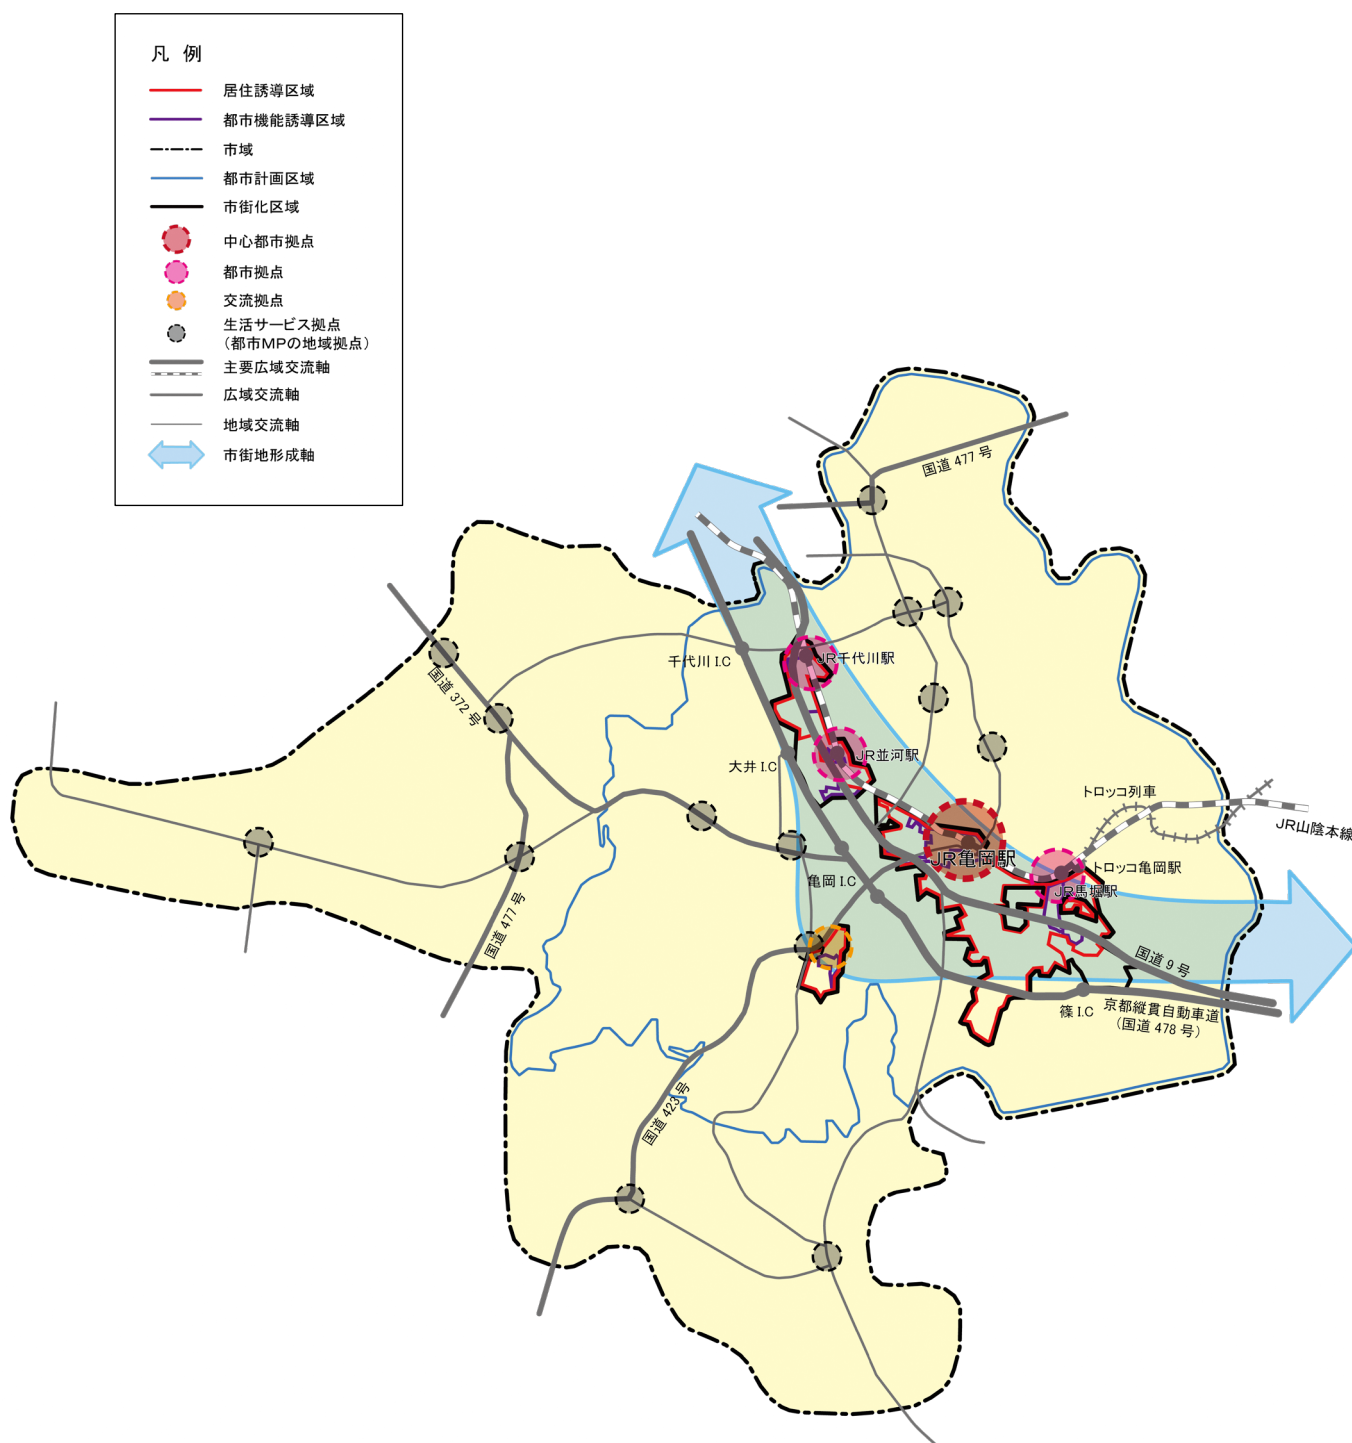 凡 例
居住誘導区域
都市機能誘導区域
市域
都市計画区域
市街化区域
中心都市拠点
都市拠点
交流拠点
生活サービス拠点
（都市MPの地域拠点）
主要広域交流軸
広域交流軸
地域交流軸
市街地形成軸
国道 477 号
千代川 I.C
JR千代川駅
国道 372 号
大井 I.C
JR並河駅
トロッコ列車
JR山陰本線
JR亀岡駅
トロッコ亀岡駅
亀岡 I.C
JR馬堀駅
国道 477 号
国道 9 号
篠 I.C
京都縦貫自動車道
（国道 478 号）
国道 423 号